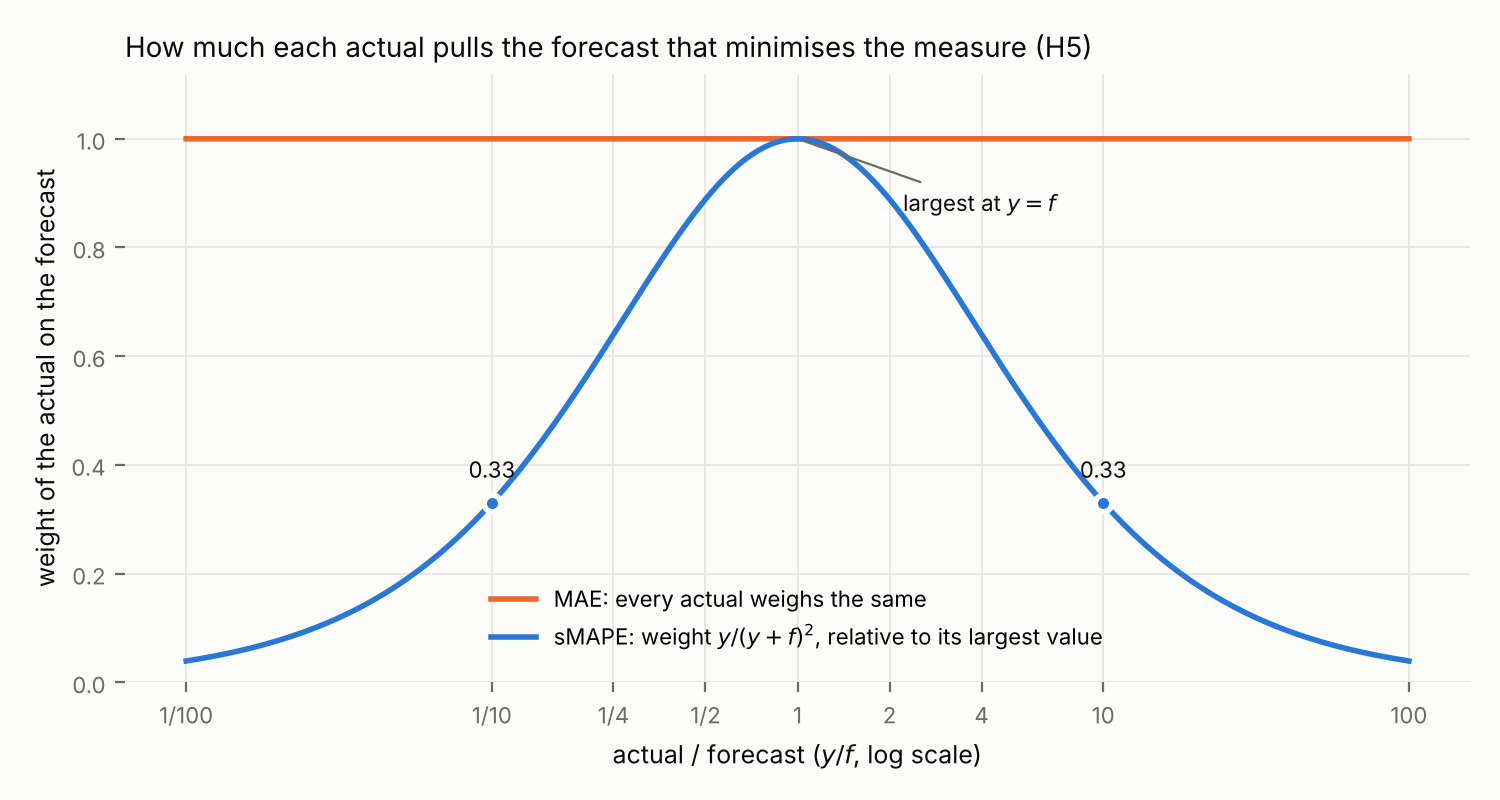 How much each actual pulls the forecast that minimises the measure (H5)
weight of the actual on the forecast
1.0
0.8
0.6
0.4
0.2
0.0
largest at y = f
0.33
0.33
MAE: every actual weighs the same
sMAPE: weight y/(y + f)², relative to its largest value
1/100
1/10
1/4
1/2
1
2
4
10
100
actual / forecast (y/f, log scale)